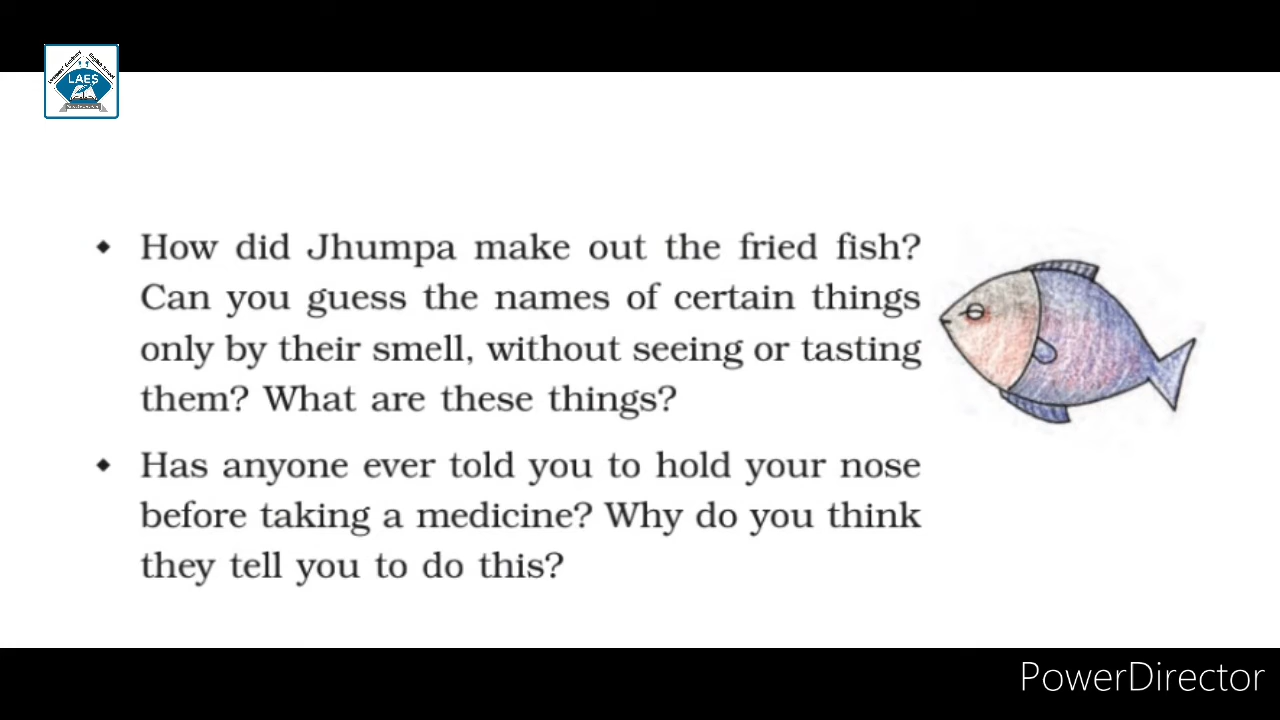 LAES
How did Jhumpa make out the fried fish?
Can you guess the names of certain things
only by their smell, without seeing or tasting
them? What are these things?
Has anyone ever told you to hold your nose
before taking a medicine? Why do you think
they tell you to do this?
PowerDirector